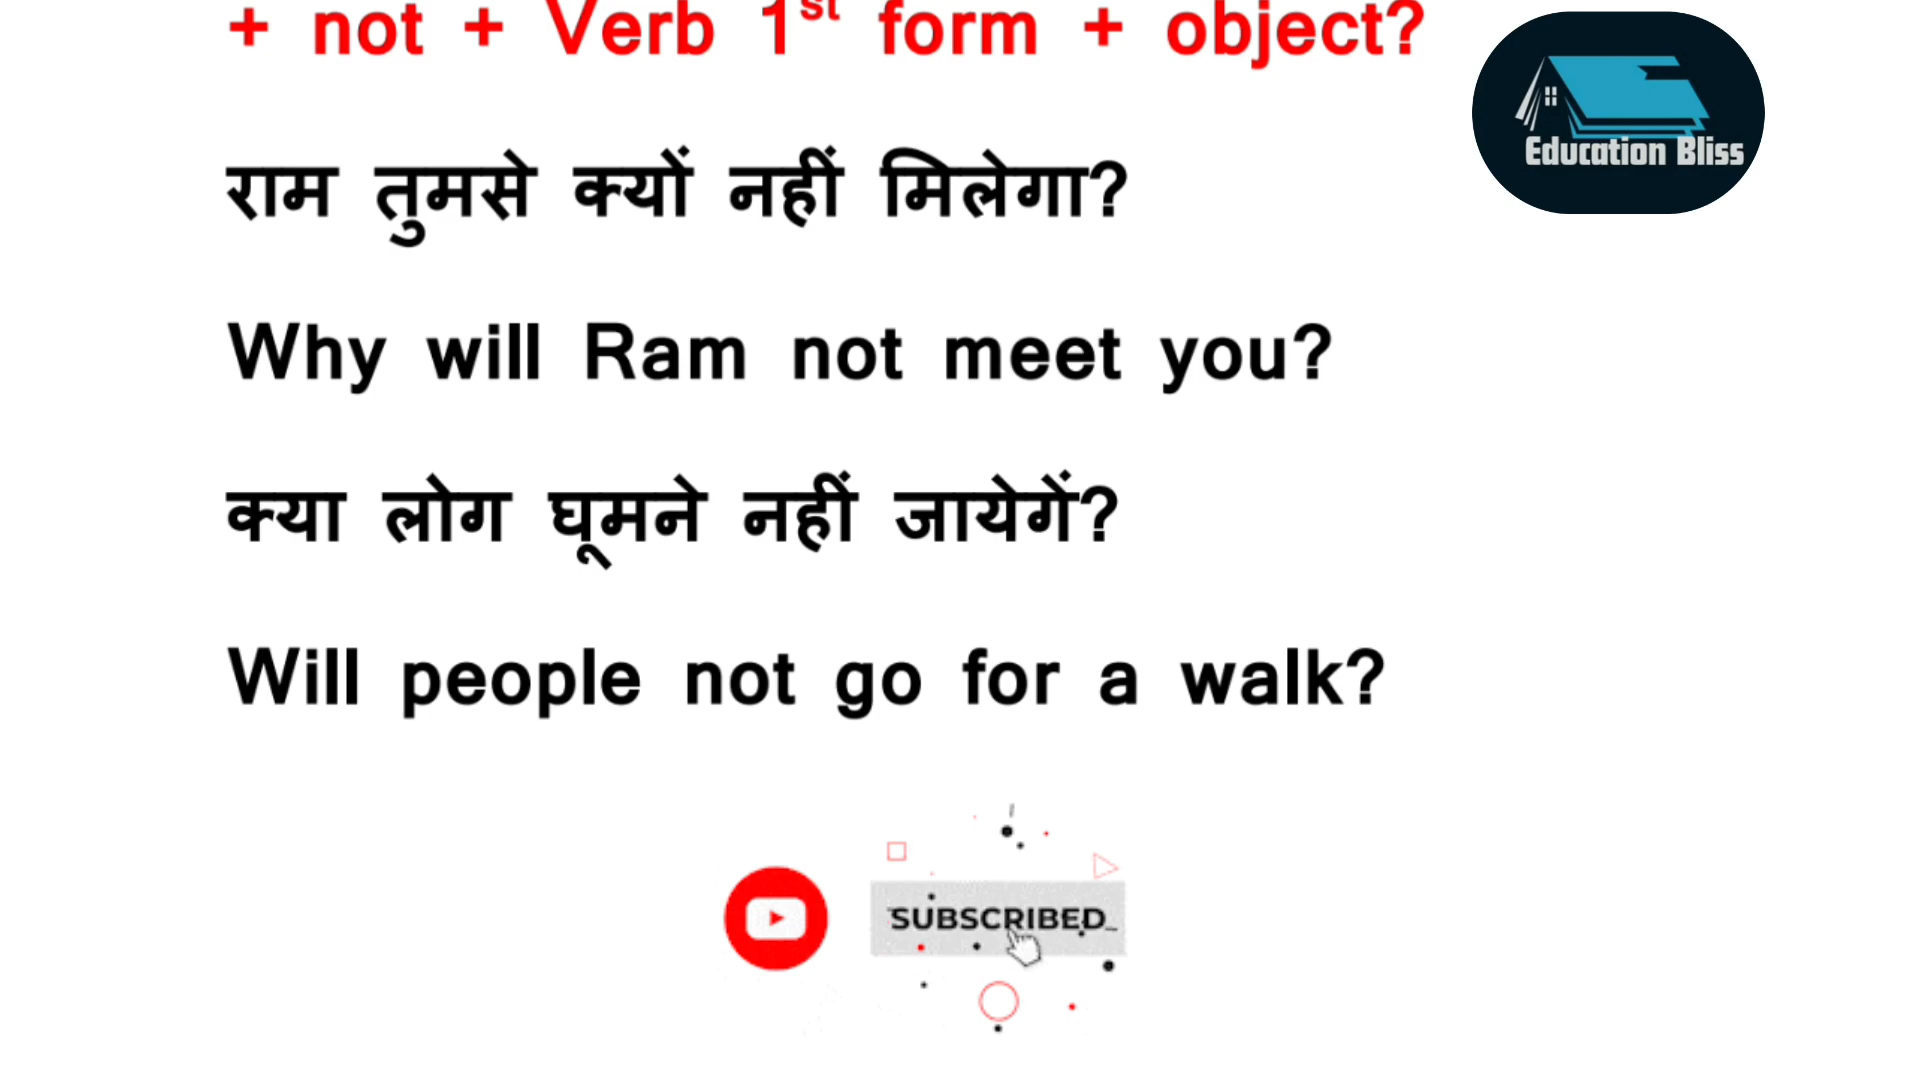 + not + Verb 1st form + object?
Education Bliss
राम तुमसे क्यों नहीं मिलेगा?
Why will Ram not meet you?
क्या लोग घूमने नहीं जायेगें?
Will people not go for a walk?
SUBSCRIBED